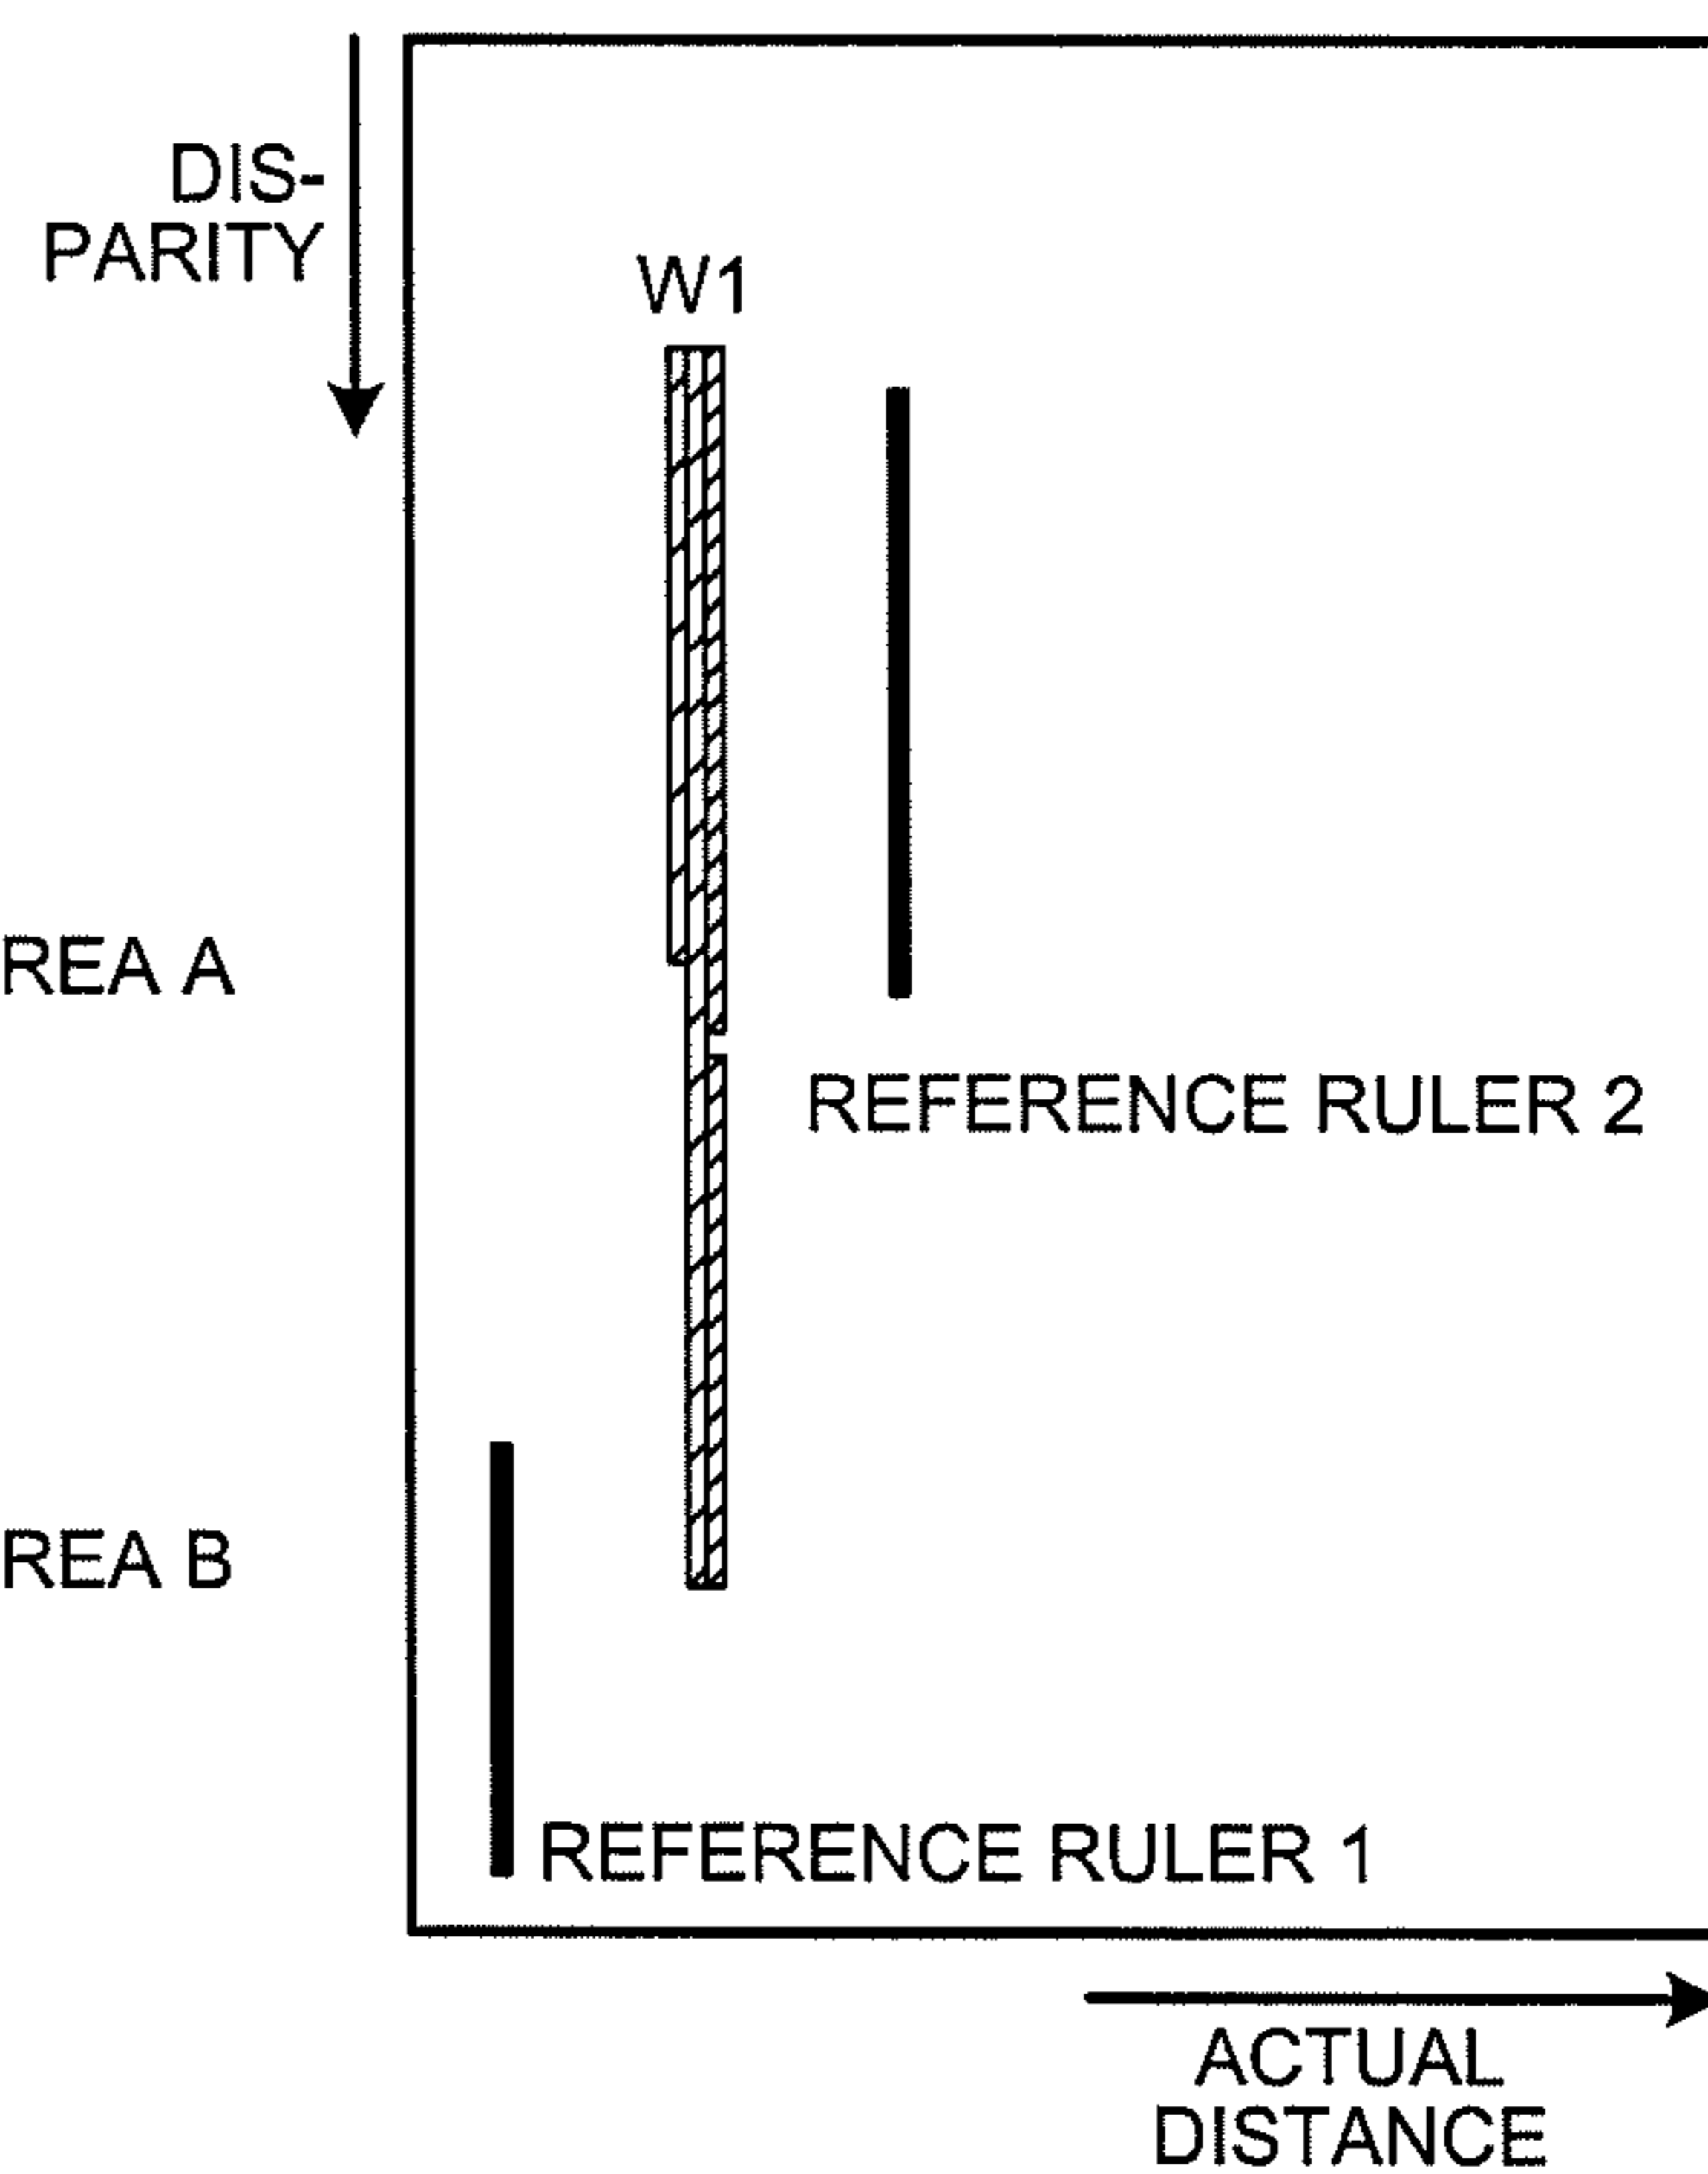 DIS-
PARITY
W1
REA A
REFERENCE RULER 2
REA B
REFERENCE RULER 1
ACTUAL
DISTANCE